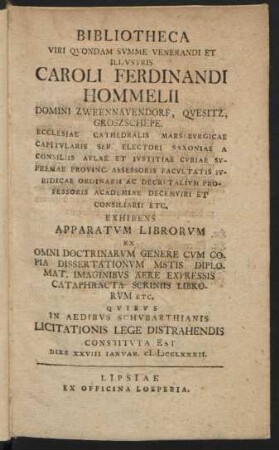 BIBLIOTHECA
VIRI QVONDAM SVMME VENERANDI ET
ILLVSTRIS
CAROLI FERDINANDI
HOMMELII
DOMINI ZWEENNAVENDORF, QVESITZ,
GROSZSCHEPE.
ECCLESIAE CATHEDRALIS MARSEBVRGICAE
CAPITVLARIS SER. ELECTORI SAXONIAE A
CONSILIIS AVLAE ET IVSTITIAE CVRIAE SV-
PREMAE PROVINC. ASSESSORIS FACVLTATIS IV-
RIDICAE ORDINARII AC DECRETALIVM PRO-
FESSORIS ACADEMIAE DECEMVIRI ET
CONSILIARII ETC.
EXHIBENS
APPARATVM LIBRORVM
EX
OMNI DOCTRINARVM GENERE CVM CO-
PIA DISSERTATIONVM MSTIS DIPLO-
MAT. IMAGINIBVS AERE EXPRESSIS
CATAPHRACTA SCRINIIS LIBRO-
RVM ETC.
QVIBVS
IN AEDIBVS SCHVBARTHIANIS
LICITATIONIS LEGE DISTRAHENDIS
CONSTITVTA EST
DIES XXVIII IANVAR. cIↃIↃCCLXXXII.
LIPSIAE
EX OFFICINA LOEPERIA.